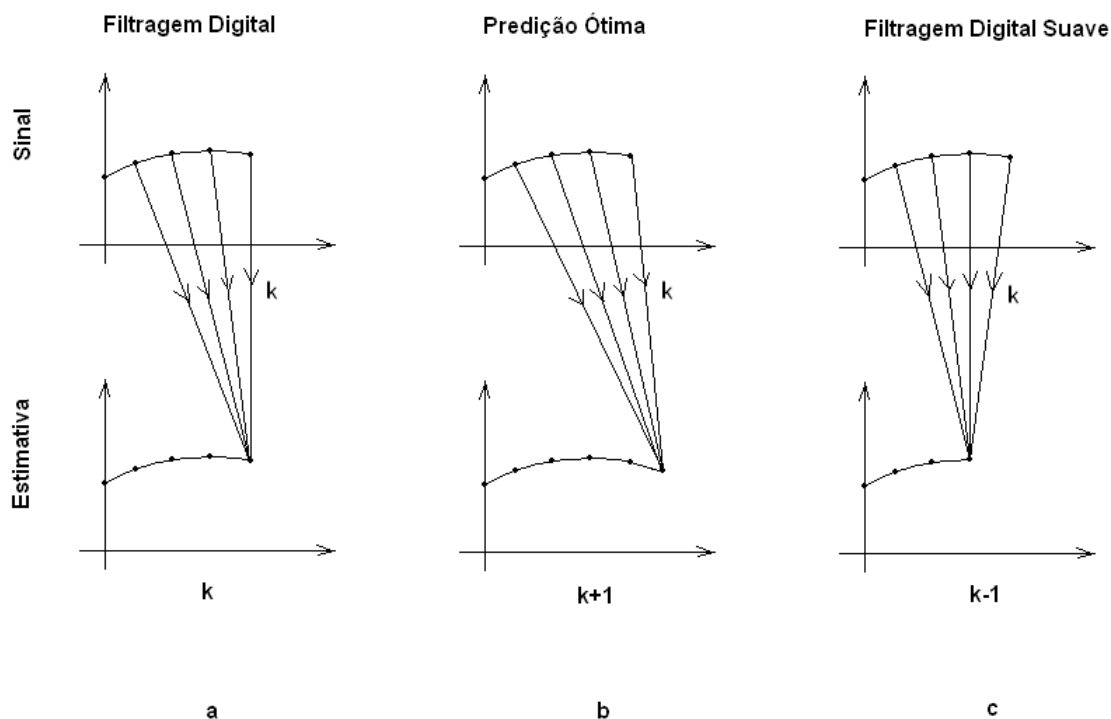 Filtragem Digital
Predição Ótima
Filtragem Digital Suave
Sinal
k
k
k
Estimativa
k
k+1
k-1
a
b
c